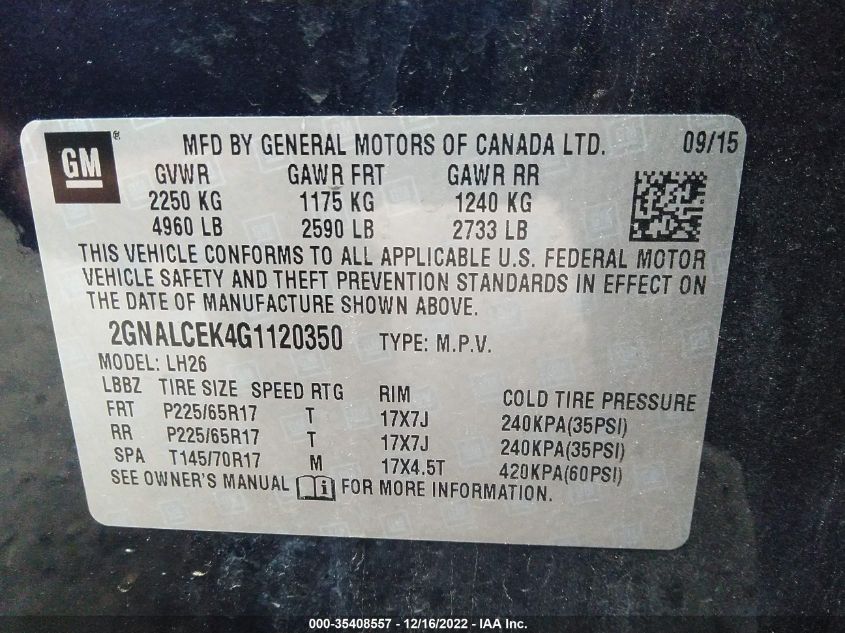 GM ® MFD BY GENERAL MOTORS OF CANADA LTD. 09/15
GVWR GAWR FRT GAWR RR
2250 KG 1175 KG 1240 KG
4960 LB 2590 LB 2733 LB
THIS VEHICLE CONFORMS TO ALL APPLICABLE U.S. FEDERAL MOTOR
VEHICLE SAFETY AND THEFT PREVENTION STANDARDS IN EFFECT ON
THE DATE OF MANUFACTURE SHOWN ABOVE.
2GNALCEK4G1120350 TYPE: M.P.V.
MODEL: LH26
LBBZ TIRE SIZE SPEED RTG RIM COLD TIRE PRESSURE
FRT P225/65R17 T 17X7J 240KPA(35PSI)
RR P225/65R17 T 17X7J 240KPA(35PSI)
SPA T145/70R17 M 17X4.5T 420KPA(60PSI)
SEE OWNER'S MANUAL FOR MORE INFORMATION.
000-35408557 - 12/16/2022 - IAA Inc.